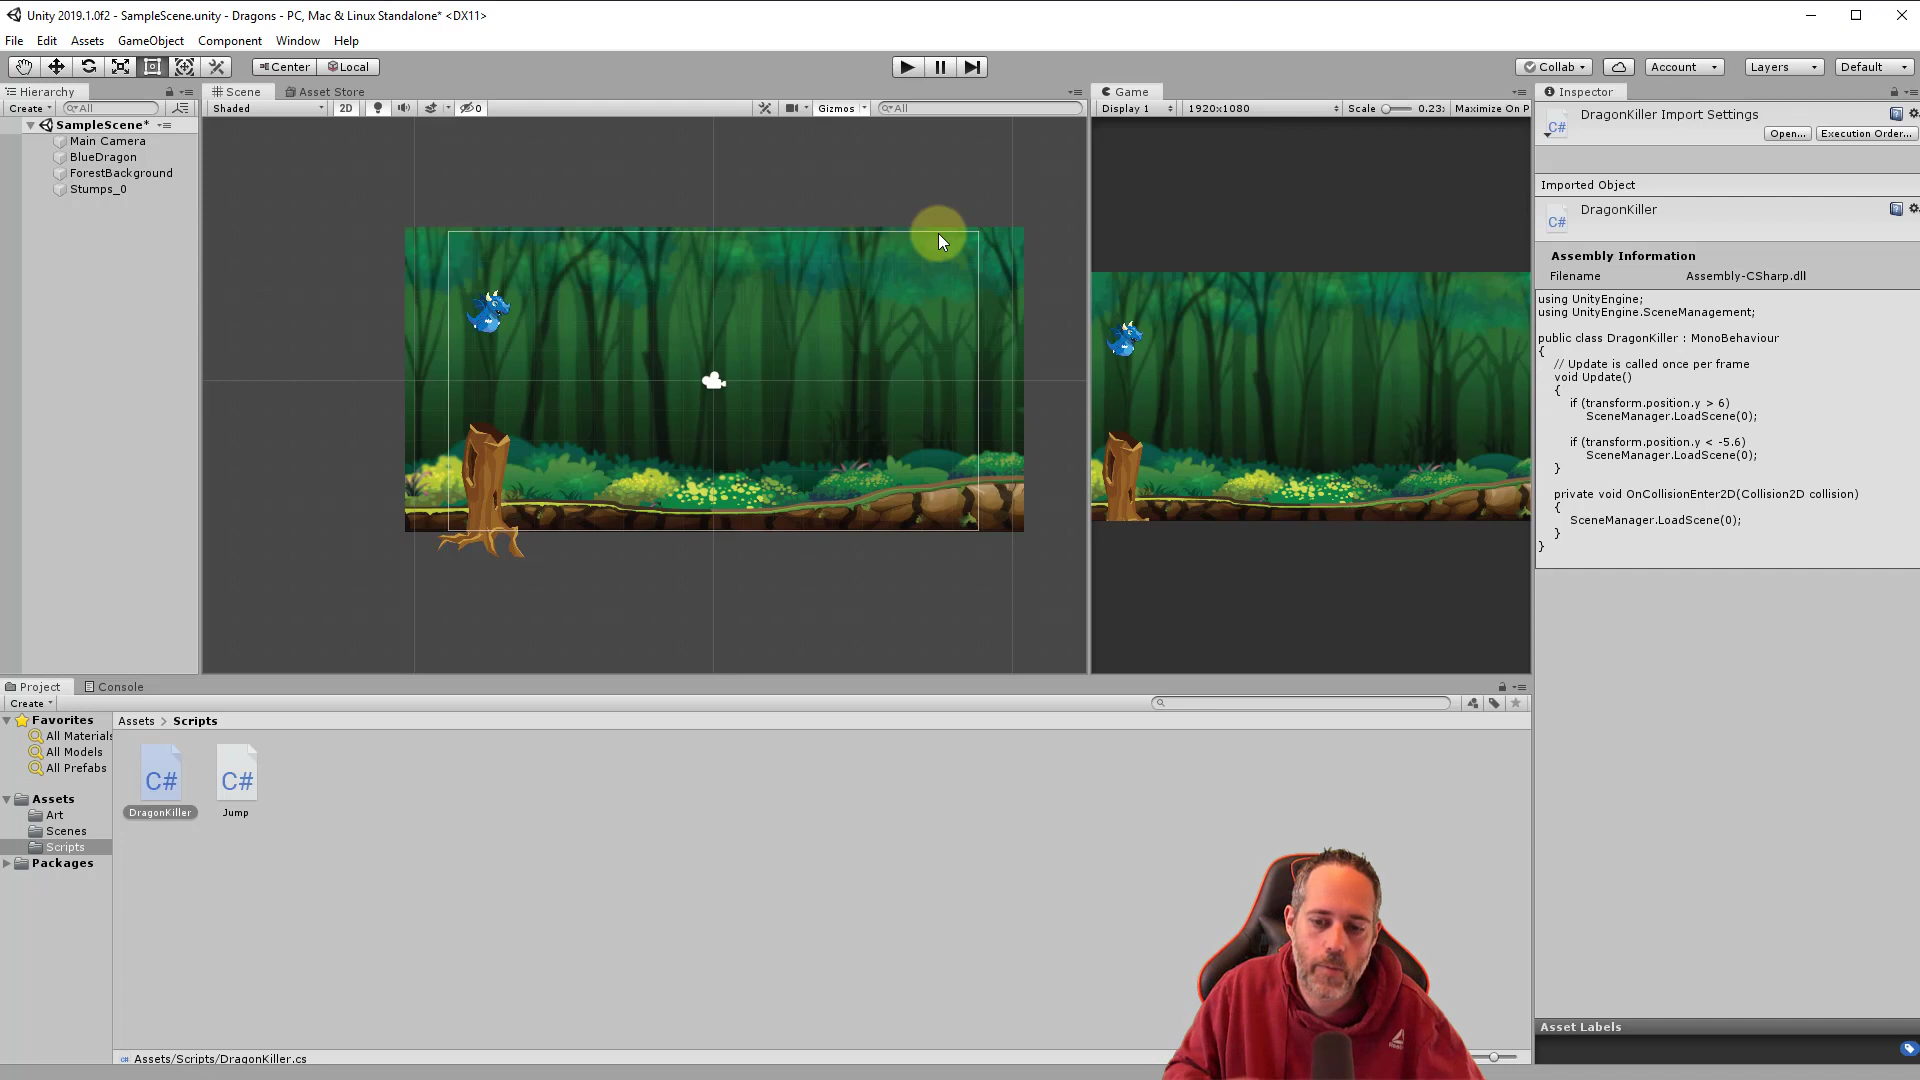 Unity 2019.1.0f2 - SampleScene.unity - Dragons - PC, Mac & Linux Standalone* <DX11>
File Edit Assets GameObject Component Window Help
Center Local Collab Account Layers Default
Hierarchy
Create All
SampleScene*
Main Camera
BlueDragon
ForestBackground
Stumps_0
Scene Asset Store
Shaded 2D 0 Gizmos All
Game
Display 1 1920x1080 Scale 0.23 Maximize On P
Inspector
DragonKiller Import Settings
Open... Execution Order...
Imported Object
DragonKiller
Assembly Information
Filename Assembly-CSharp.dll
using UnityEngine;
using UnityEngine.SceneManagement;
public class DragonKiller : MonoBehaviour
{
// Update is called once per frame
void Update()
{
if (transform.position.y > 6)
SceneManager.LoadScene(0);
if (transform.position.y < -5.6)
SceneManager.LoadScene(0);
}
private void OnCollisionEnter2D(Collision2D collision)
{
SceneManager.LoadScene(0);
}
}
Project Console
Create
Favorites
All Materials
All Models
All Prefabs
Assets
Art
Scenes
Scripts
Packages
Assets > Scripts
C# C#
DragonKiller Jump
Assets/Scripts/DragonKiller.cs
Asset Labels